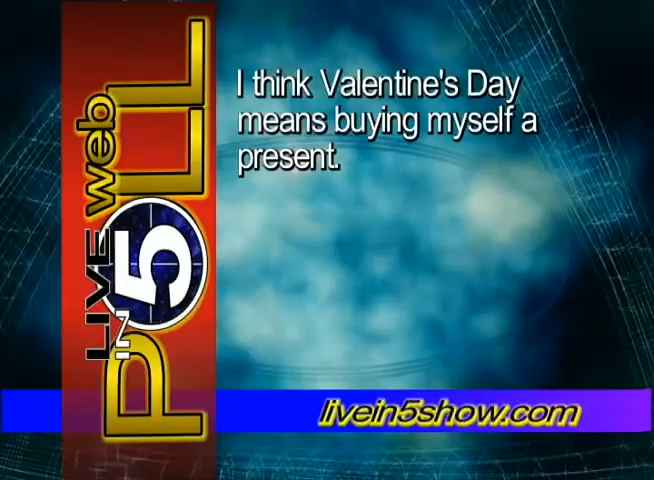 I think Valentine's Day
means buying myself a
present.
web POLL
LIVE
IN 5
livein5show.com